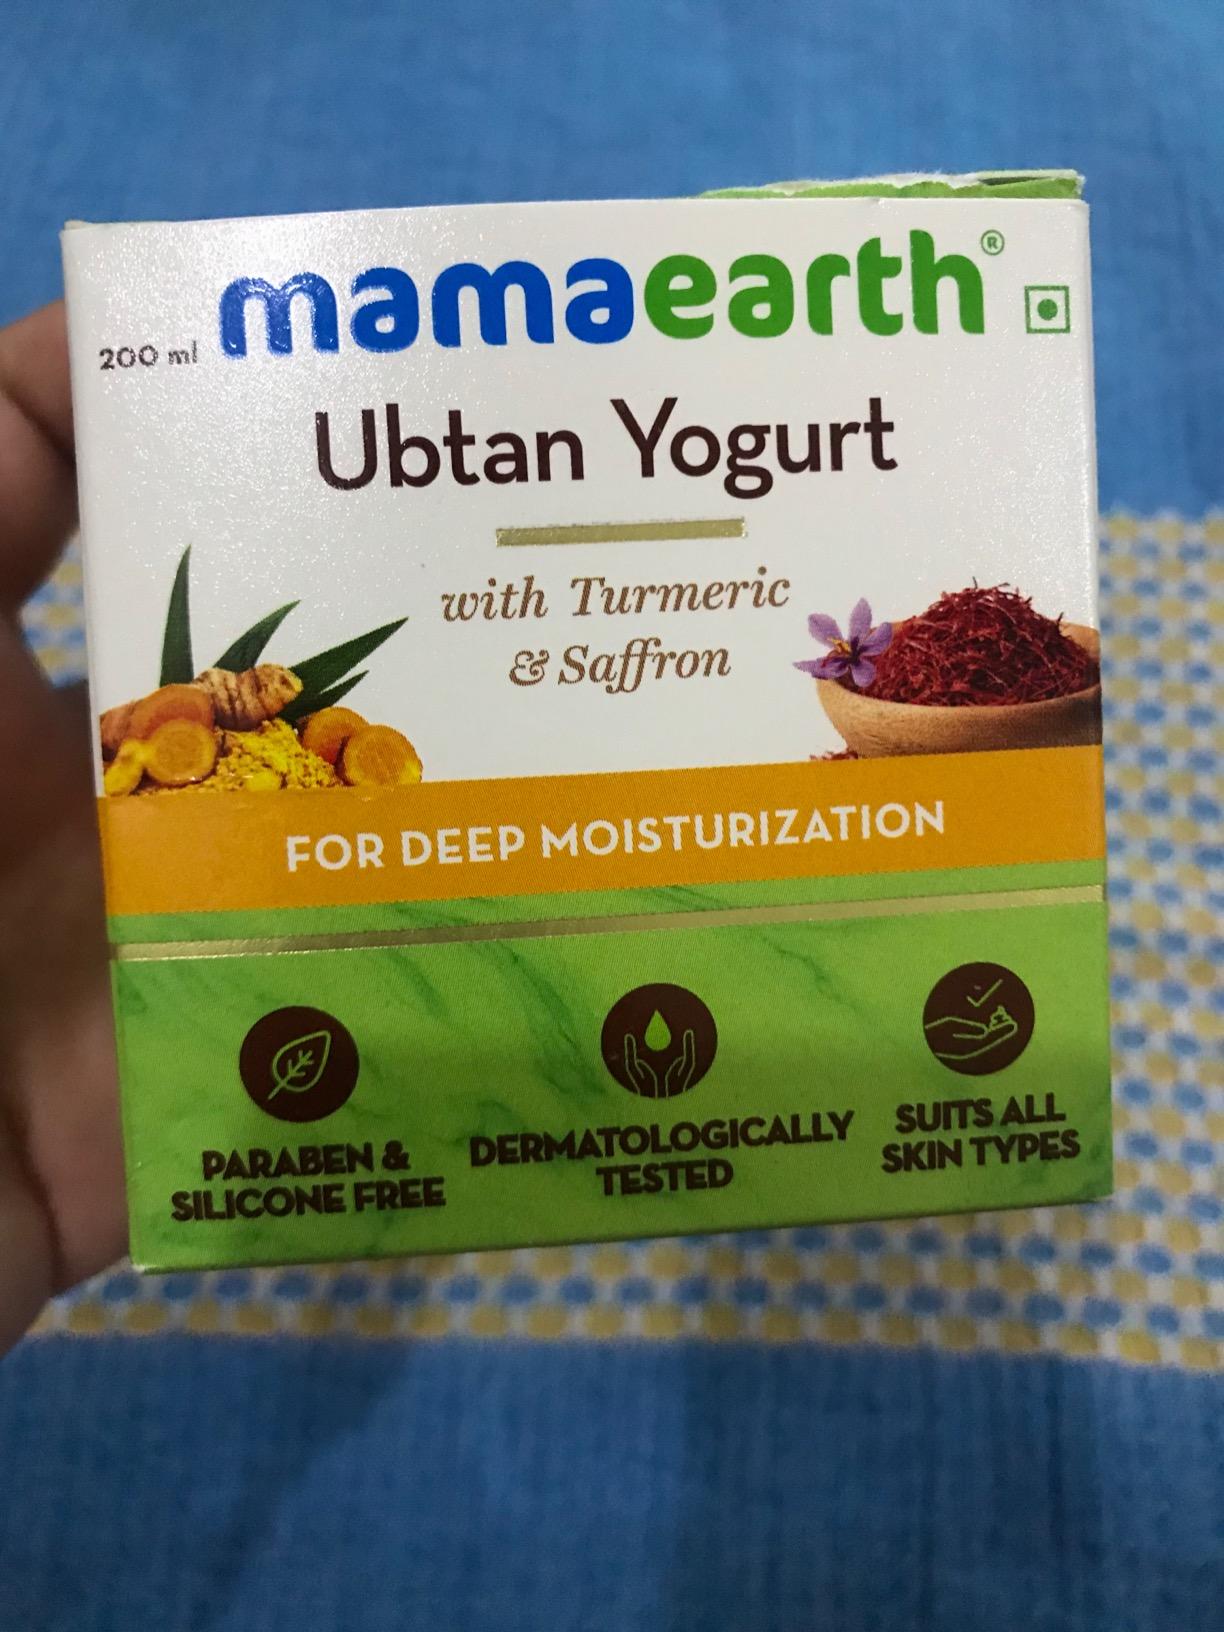 mamaearth®
200 ml
Ubtan Yogurt
with Turmeric
& Saffron
FOR DEEP MOISTURIZATION
PARABEN &
SILICONE FREE
DERMATOLOGICALLY
TESTED
SUITS ALL
SKIN TYPES